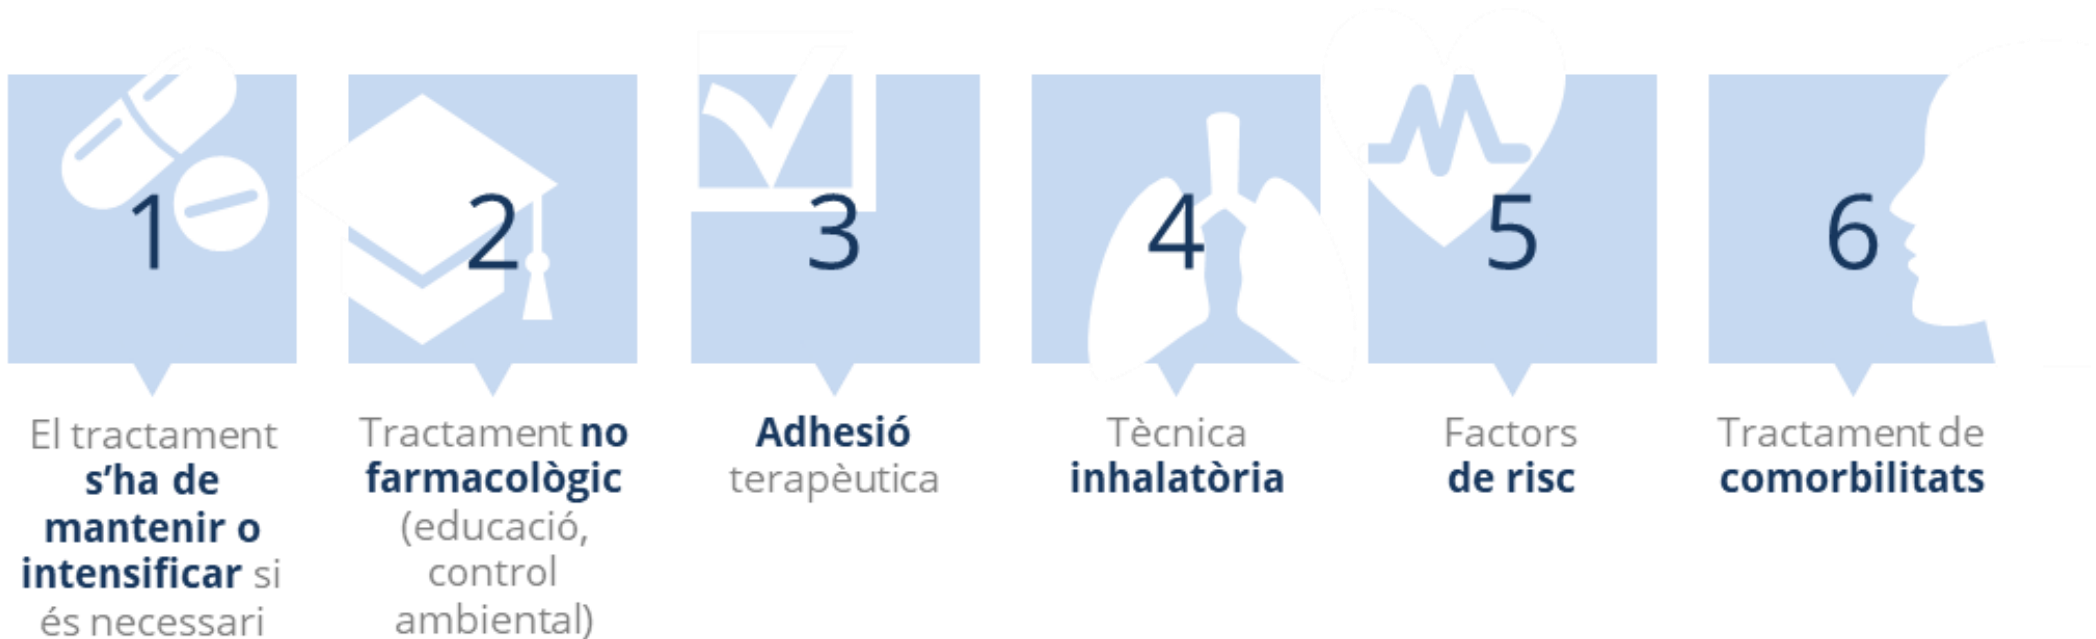 1
El tractament
s’ha de
mantenir o
intensificar si
és necessari
2
Tractament no
farmacològic
(educació,
control
ambiental)
3
Adhesió
terapèutica
4
Tècnica
inhalatòria
5
Factors
de risc
6
Tractament de
comorbilitats